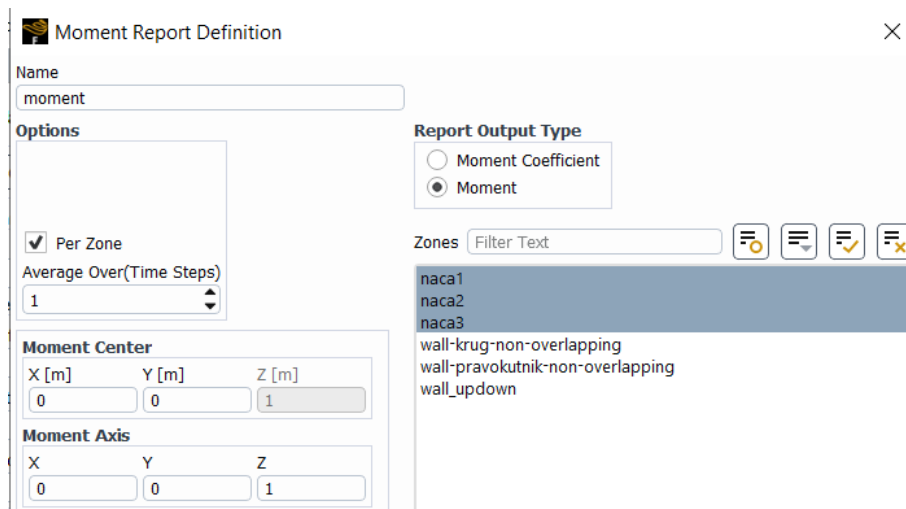 Moment Report Definition
Name
moment
Options
Per Zone
Average Over(Time Steps)
1
Moment Center
X [m] Y [m] Z [m]
0 0 1
Moment Axis
X Y Z
0 0 1
Report Output Type
Moment Coefficient
Moment
Zones Filter Text
naca1
naca2
naca3
wall-krug-non-overlapping
wall-pravokutnik-non-overlapping
wall_updown